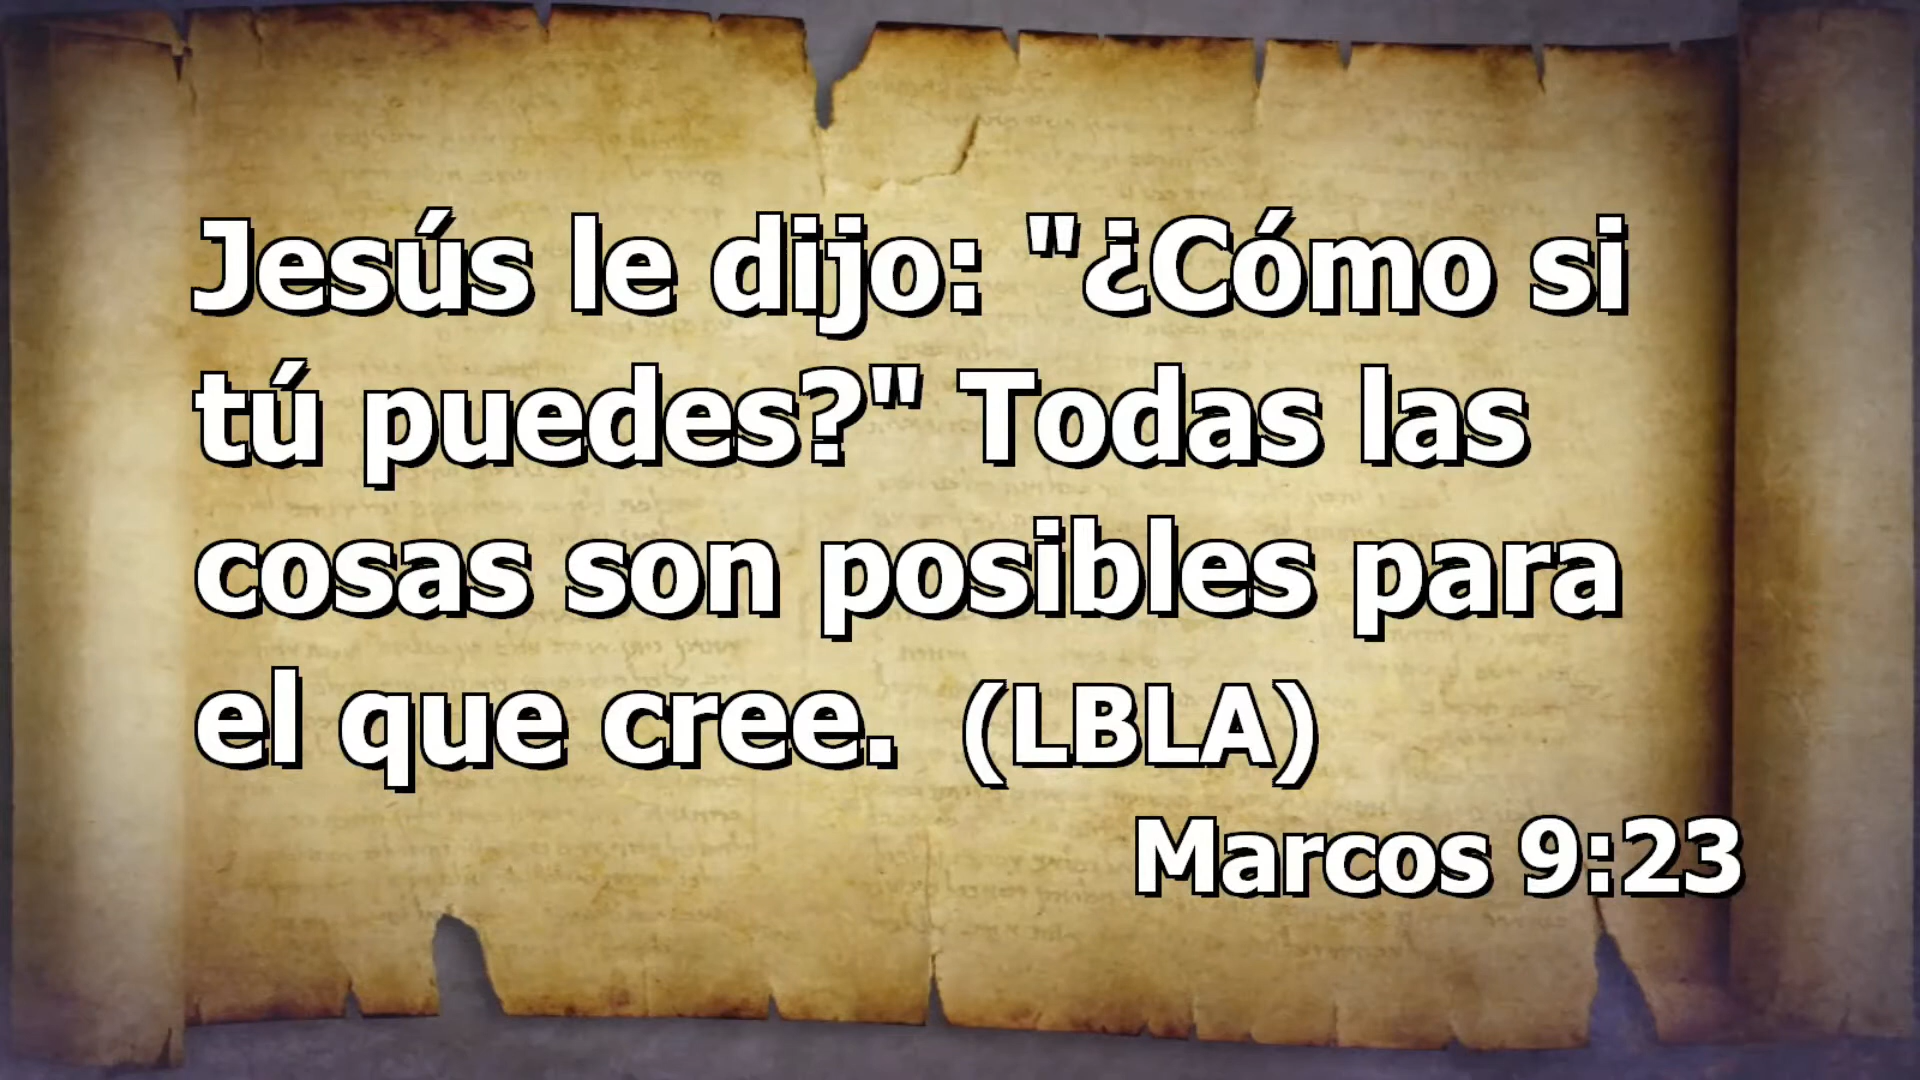 Jesús le dijo: "¿Cómo si
tú puedes?" Todas las
cosas son posibles para
el que cree.  (LBLA)
Marcos 9:23